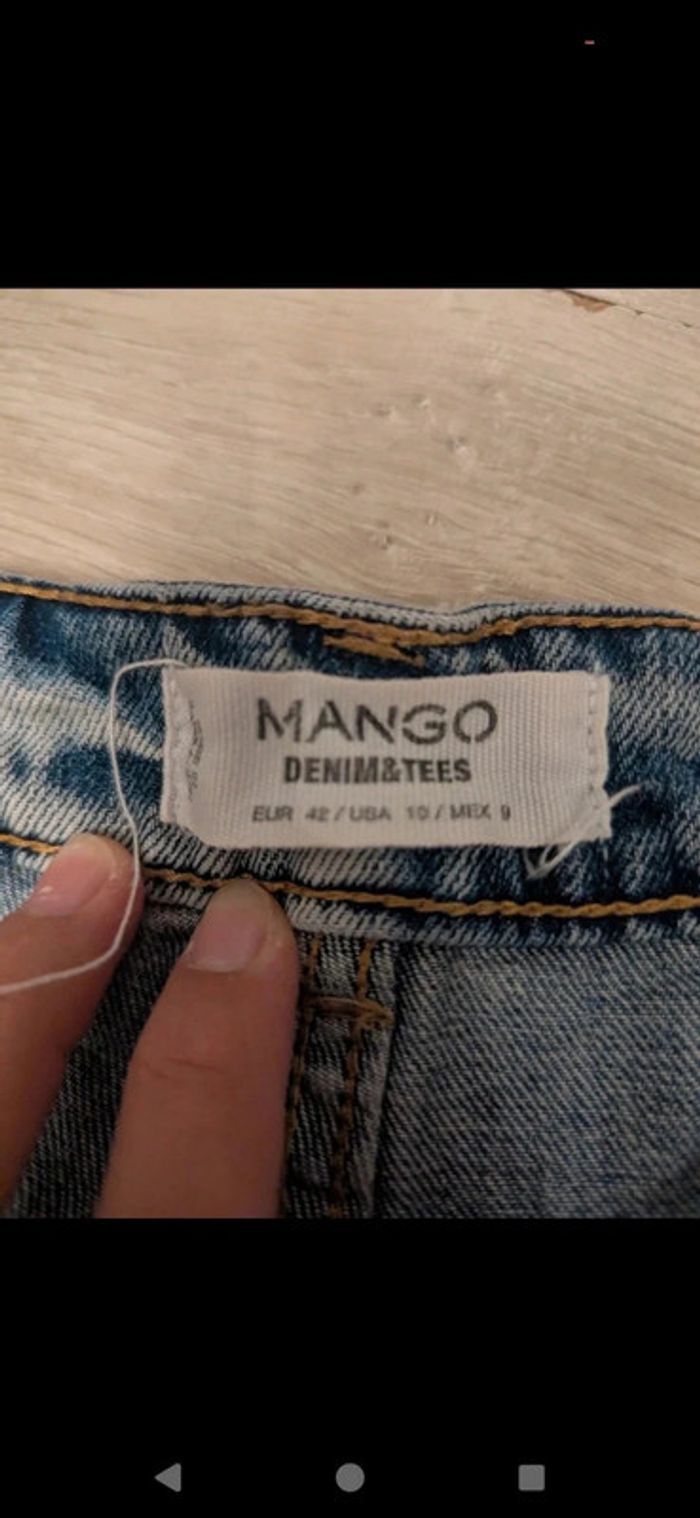 MANGO
DENIM&TEES
EUR 42 / USA 10 / MEX 9